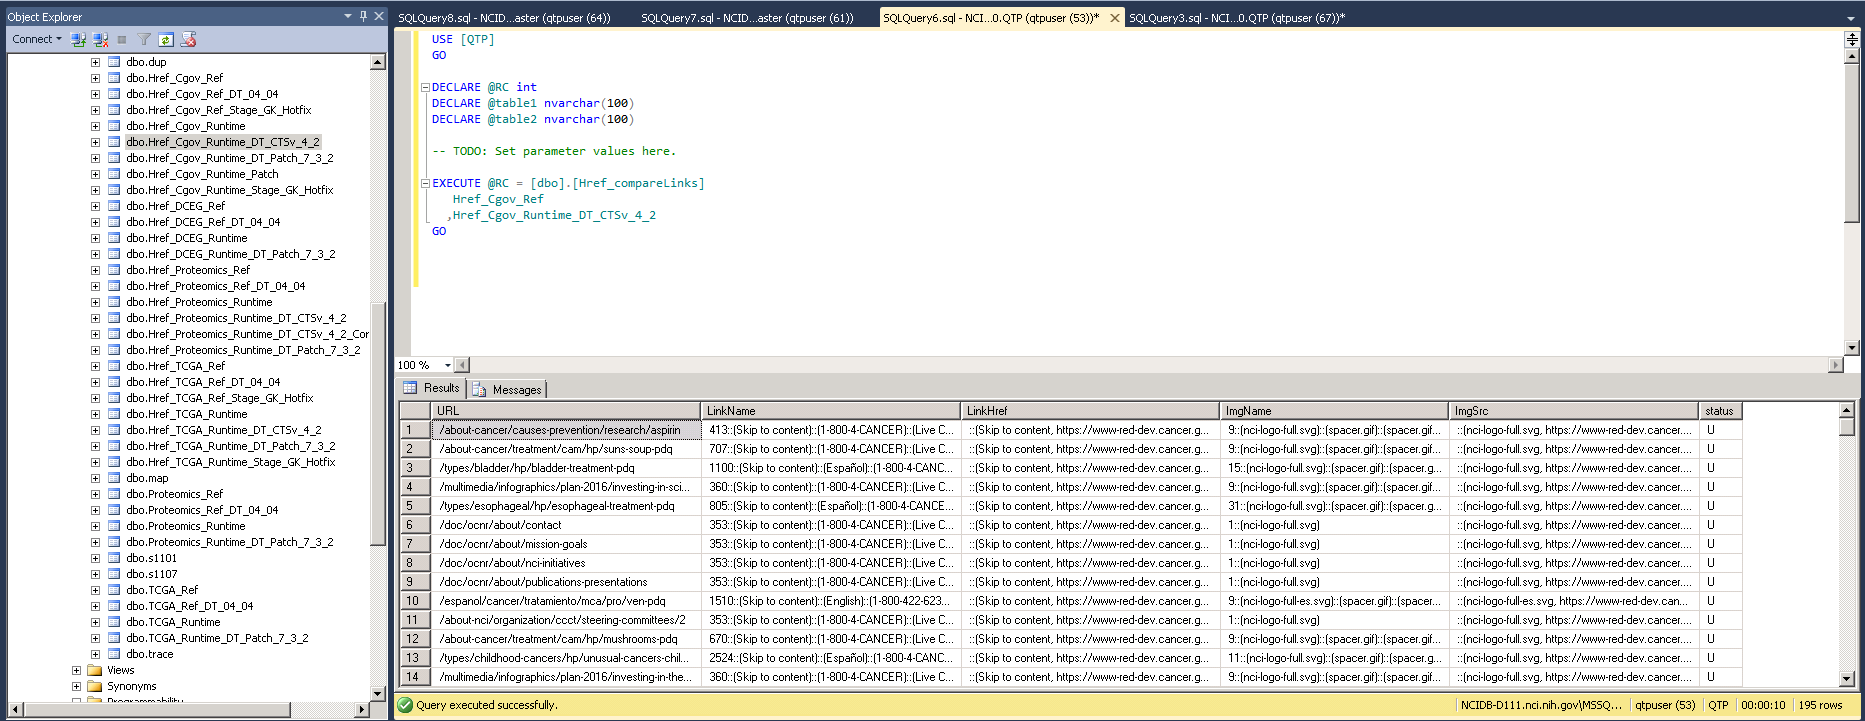 Object Explorer
Connect
dbo.dup
dbo.Href_Cgov_Ref
dbo.Href_Cgov_Ref_DT_04_04
dbo.Href_Cgov_Ref_Stage_GK_Hotfix
dbo.Href_Cgov_Runtime
dbo.Href_Cgov_Runtime_DT_CTSv_4_2
dbo.Href_Cgov_Runtime_DT_Patch_7_3_2
dbo.Href_Cgov_Runtime_Patch
dbo.Href_Cgov_Runtime_Stage_GK_Hotfix
dbo.Href_DCEG_Ref
dbo.Href_DCEG_Ref_DT_04_04
dbo.Href_DCEG_Runtime
dbo.Href_DCEG_Runtime_DT_Patch_7_3_2
dbo.Href_Proteomics_Ref
dbo.Href_Proteomics_Ref_DT_04_04
dbo.Href_Proteomics_Runtime
dbo.Href_Proteomics_Runtime_DT_CTSv_4_2
dbo.Href_Proteomics_Runtime_DT_CTSv_4_2_Cor
dbo.Href_Proteomics_Runtime_DT_Patch_7_3_2
dbo.Href_TCGA_Ref
dbo.Href_TCGA_Ref_DT_04_04
dbo.Href_TCGA_Ref_Stage_GK_Hotfix
dbo.Href_TCGA_Runtime
dbo.Href_TCGA_Runtime_DT_CTSv_4_2
dbo.Href_TCGA_Runtime_DT_Patch_7_3_2
dbo.Href_TCGA_Runtime_Stage_GK_Hotfix
dbo.map
dbo.Proteomics_Ref
dbo.Proteomics_Ref_DT_04_04
dbo.Proteomics_Runtime
dbo.Proteomics_Runtime_DT_Patch_7_3_2
dbo.s1101
dbo.s1107
dbo.TCGA_Ref
dbo.TCGA_Ref_DT_04_04
dbo.TCGA_Runtime
dbo.TCGA_Runtime_DT_Patch_7_3_2
dbo.trace
Views
Synonyms
Programmability
SQLQuery8.sql - NCID...aster (qtpuser (64)) SQLQuery7.sql - NCID...aster (qtpuser (61)) SQLQuery6.sql - NCI...0.QTP (qtpuser (53))* SQLQuery3.sql - NCI...0.QTP (qtpuser (67))*
USE [QTP]
GO
DECLARE @RC int
DECLARE @table1 nvarchar(100)
DECLARE @table2 nvarchar(100)
-- TODO: Set parameter values here.
EXECUTE @RC = [dbo].[Href_compareLinks]
Href_Cgov_Ref
,Href_Cgov_Runtime_DT_CTSv_4_2
GO
100 %
Results Messages
URL LinkName LinkHref ImgName ImgSrc status
1 /about-cancer/causes-prevention/research/aspirin 413::(Skip to content)::(1-800-4-CANCER)::(Live C... ::(Skip to content, https://www-red-dev.cancer.g... 9::(nci-logo-full.svg)::(spacer.gif)::(spacer.gif... ::(nci-logo-full.svg, https://www-red-dev.cancer.... U
2 /about-cancer/treatment/cam/hp/suns-soup-pdq 707::(Skip to content)::(1-800-4-CANCER)::(Live C... ::(Skip to content, https://www-red-dev.cancer.g... 9::(nci-logo-full.svg)::(spacer.gif)::(spacer.gif... ::(nci-logo-full.svg, https://www-red-dev.cancer.... U
3 /types/bladder/hp/bladder-treatment-pdq 1100::(Skip to content)::(Español)::(1-800-4-CANC... ::(Skip to content, https://www-red-dev.cancer.g... 15::(nci-logo-full.svg)::(spacer.gif)::(spacer.g... ::(nci-logo-full.svg, https://www-red-dev.cancer.... U
4 /multimedia/infographics/plan-2016/investing-in-sci... 360::(Skip to content)::(1-800-4-CANCER)::(Live C... ::(Skip to content, https://www-red-dev.cancer.g... 9::(nci-logo-full.svg)::(spacer.gif)::(spacer.gif... ::(nci-logo-full.svg, https://www-red-dev.cancer.... U
5 /types/esophageal/hp/esophageal-treatment-pdq 805::(Skip to content)::(Español)::(1-800-4-CANCE... ::(Skip to content, https://www-red-dev.cancer.g... 31::(nci-logo-full.svg)::(spacer.gif)::(spacer.g... ::(nci-logo-full.svg, https://www-red-dev.cancer.... U
6 /doc/ocnr/about/contact 353::(Skip to content)::(1-800-4-CANCER)::(Live C... ::(Skip to content, https://www-red-dev.cancer.g... 1::(nci-logo-full.svg) ::(nci-logo-full.svg, https://www-red-dev.cancer.... U
7 /doc/ocnr/about/mission-goals 353::(Skip to content)::(1-800-4-CANCER)::(Live C... ::(Skip to content, https://www-red-dev.cancer.g... 1::(nci-logo-full.svg) ::(nci-logo-full.svg, https://www-red-dev.cancer.... U
8 /doc/ocnr/about/nci-initiatives 353::(Skip to content)::(1-800-4-CANCER)::(Live C... ::(Skip to content, https://www-red-dev.cancer.g... 1::(nci-logo-full.svg) ::(nci-logo-full.svg, https://www-red-dev.cancer.... U
9 /doc/ocnr/about/publications-presentations 353::(Skip to content)::(1-800-4-CANCER)::(Live C... ::(Skip to content, https://www-red-dev.cancer.g... 1::(nci-logo-full.svg) ::(nci-logo-full.svg, https://www-red-dev.cancer.... U
10 /espanol/cancer/tratamiento/mca/pro/ven-pdq 1510::(Skip to content)::(English)::(1-800-422-623... ::(Skip to content, https://www-red-dev.cancer.g... 9::(nci-logo-full-es.svg)::(spacer.gif)::(spacer... ::(nci-logo-full-es.svg, https://www-red-dev.can... U
11 /about-nci/organization/ccct/steering-committees/2 353::(Skip to content)::(1-800-4-CANCER)::(Live C... ::(Skip to content, https://www-red-dev.cancer.g... 1::(nci-logo-full.svg) ::(nci-logo-full.svg, https://www-red-dev.cancer.... U
12 /about-cancer/treatment/cam/hp/mushrooms-pdq 670::(Skip to content)::(1-800-4-CANCER)::(Live C... ::(Skip to content, https://www-red-dev.cancer.g... 9::(nci-logo-full.svg)::(spacer.gif)::(spacer.gif... ::(nci-logo-full.svg, https://www-red-dev.cancer.... U
13 /types/childhood-cancers/hp/unusual-cancers-chil... 2524::(Skip to content)::(Español)::(1-800-4-CANC... ::(Skip to content, https://www-red-dev.cancer.g... 11::(nci-logo-full.svg)::(spacer.gif)::(spacer.g... ::(nci-logo-full.svg, https://www-red-dev.cancer.... U
14 /multimedia/infographics/plan-2016/investing-in-the... 360::(Skip to content)::(1-800-4-CANCER)::(Live C... ::(Skip to content, https://www-red-dev.cancer.g... 9::(nci-logo-full.svg)::(spacer.gif)::(spacer.gif... ::(nci-logo-full.svg, https://www-red-dev.cancer.... U
Query executed successfully. NCIDB-D111.nci.nih.gov\MSSQ... qtpuser (53) QTP 00:00:10 195 rows